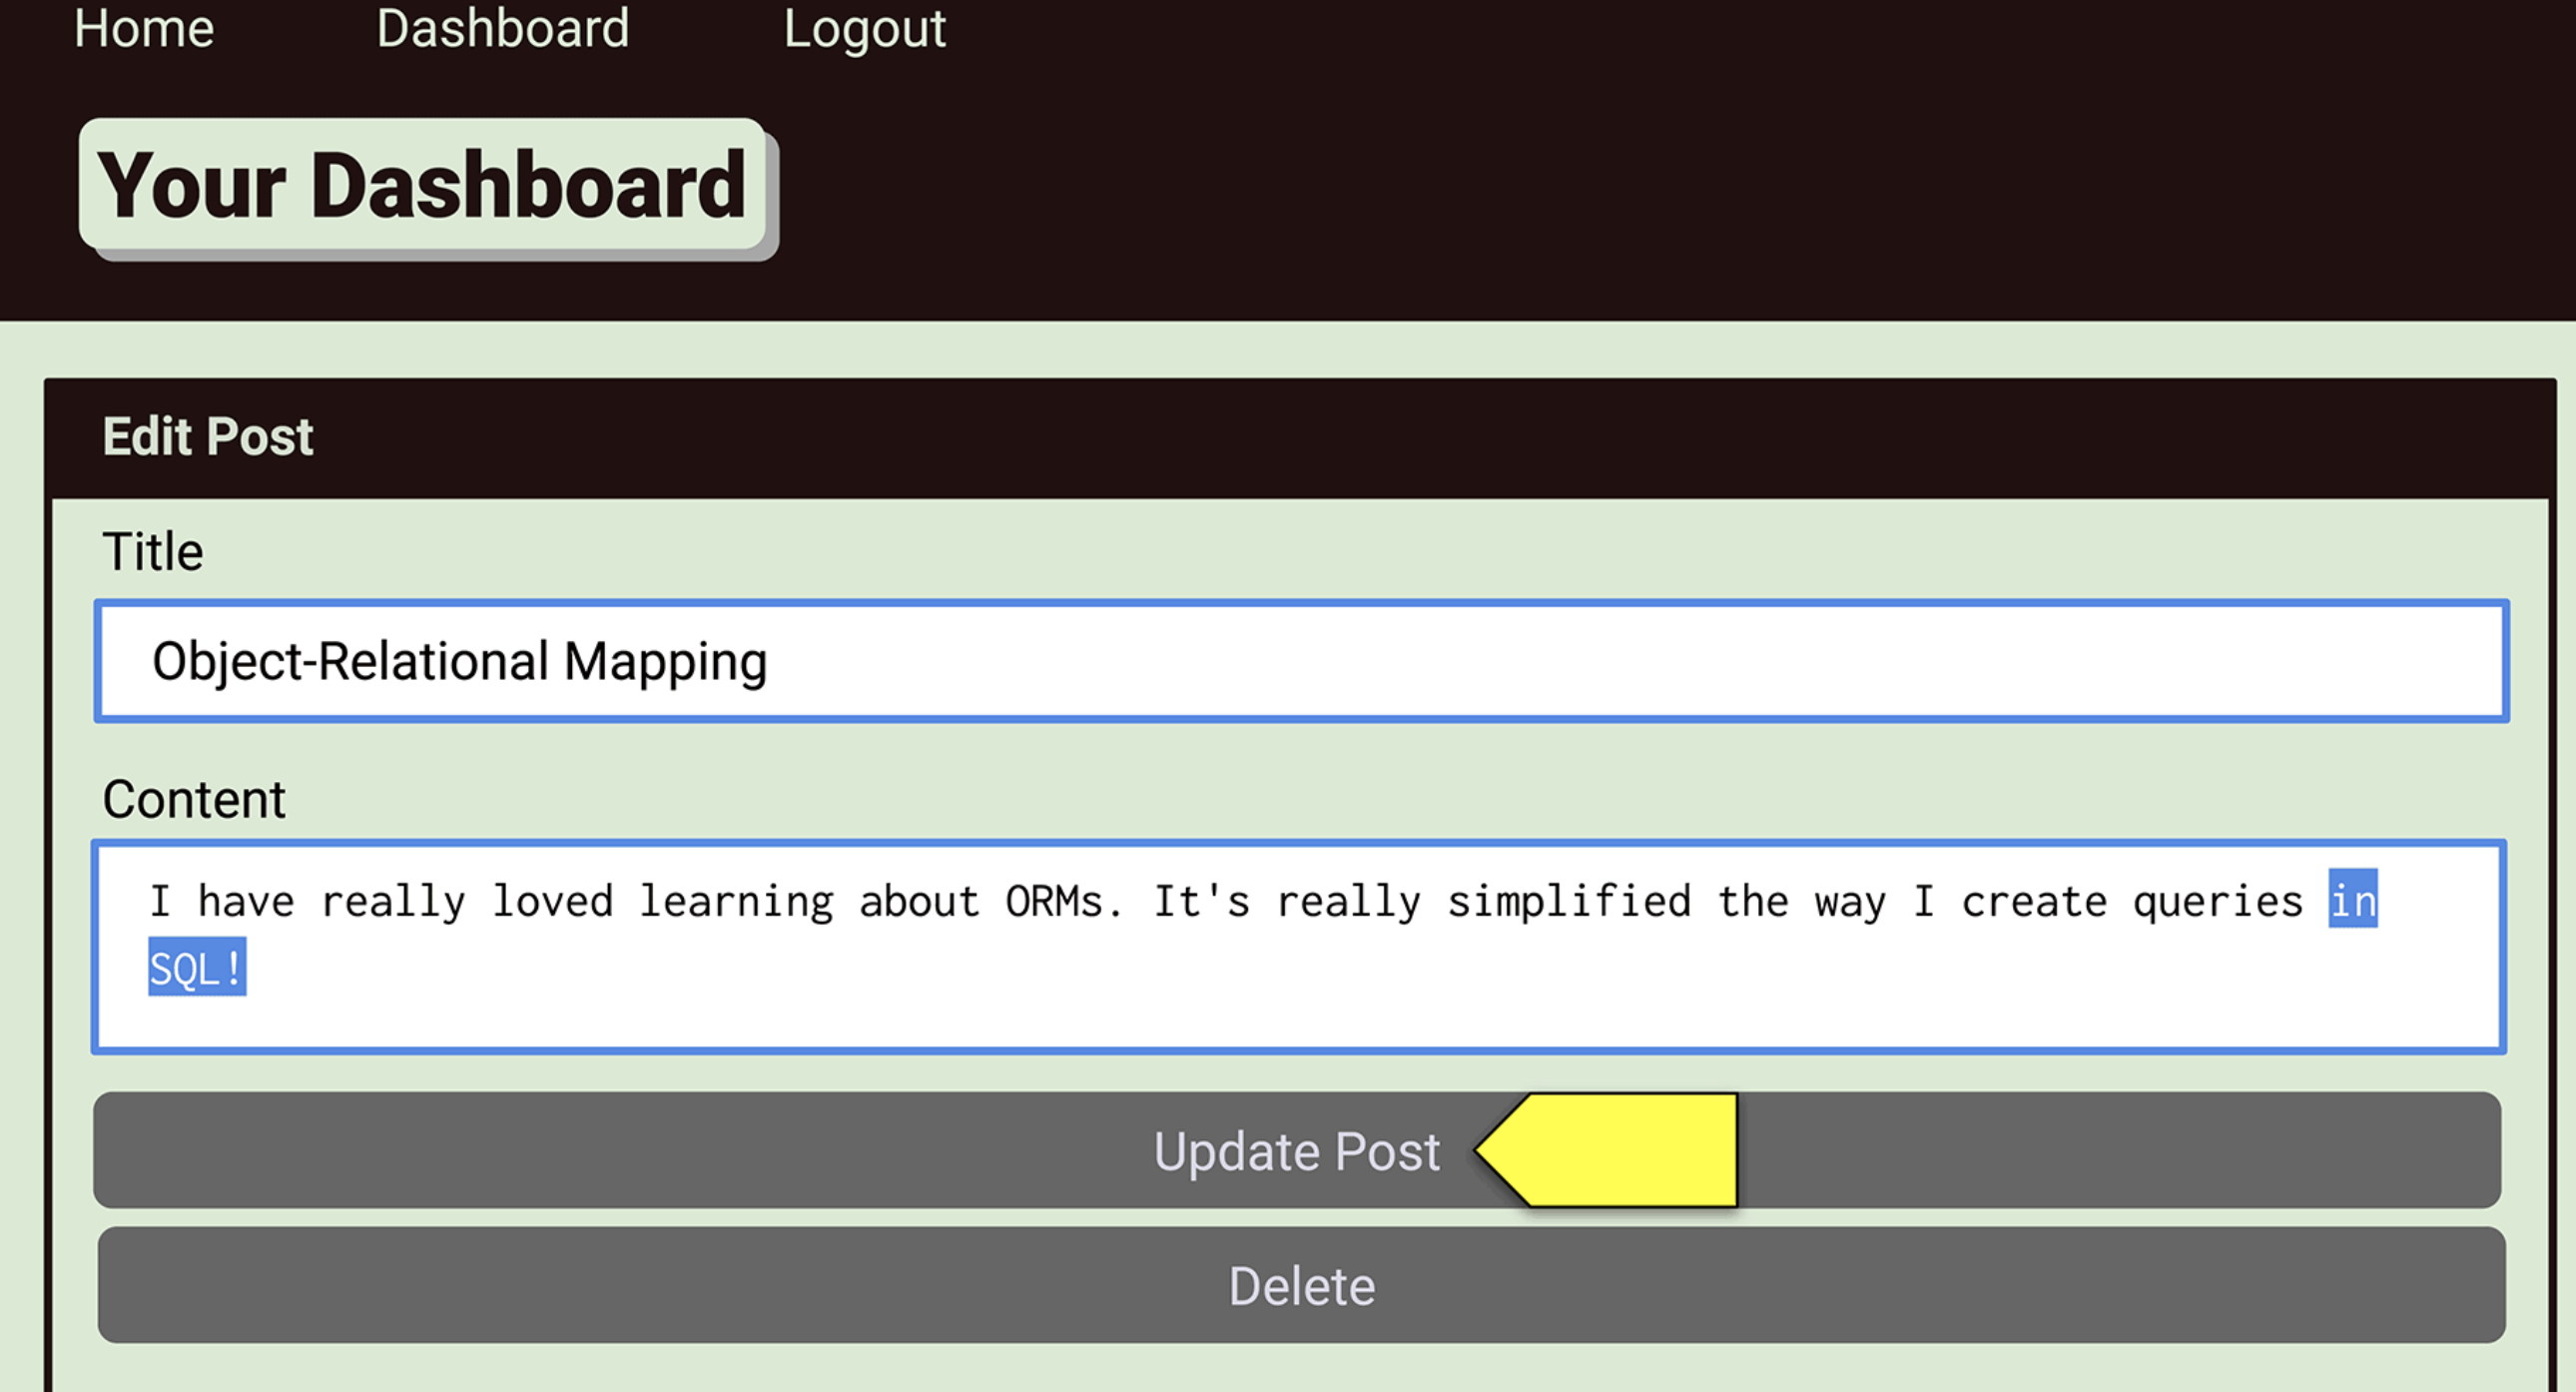 Home Dashboard Logout
Your Dashboard
Edit Post
Title
Object-Relational Mapping
Content
I have really loved learning about ORMs. It's really simplified the way I create queries in
SQL!
Update Post
Delete